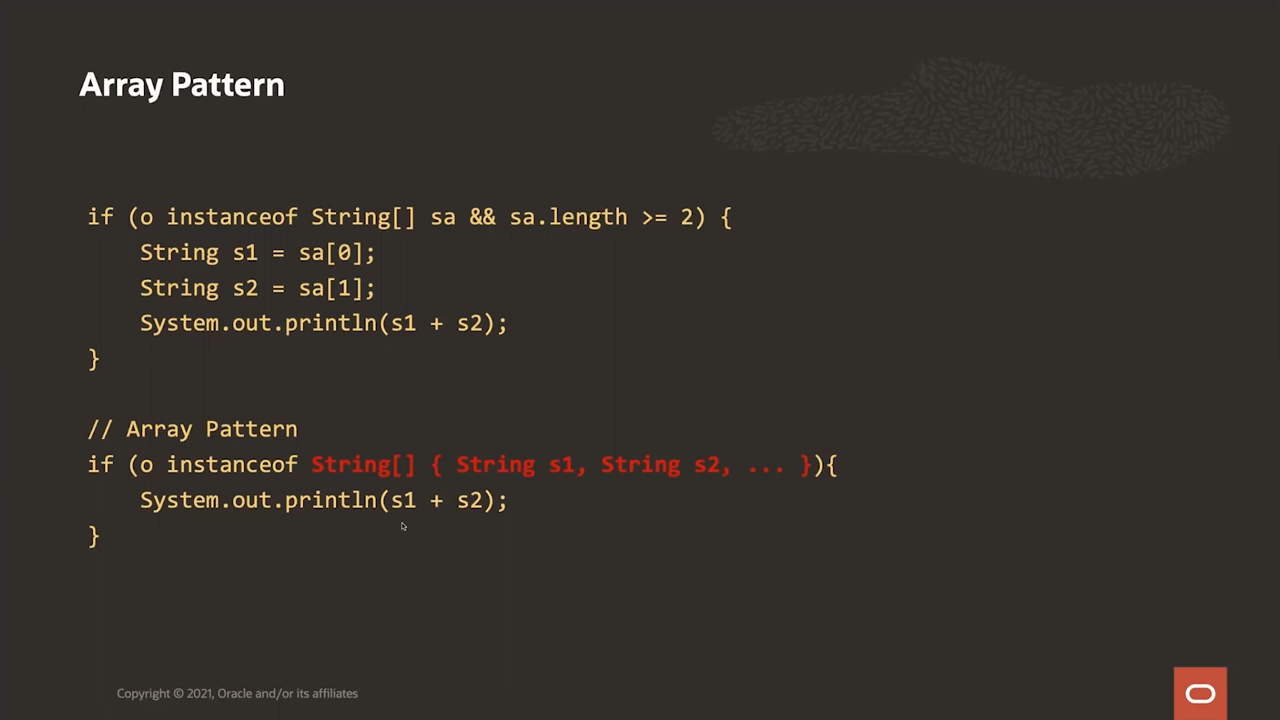 Array Pattern
if (o instanceof String[] sa && sa.length >= 2) {
    String s1 = sa[0];
    String s2 = sa[1];
    System.out.println(s1 + s2);
}
// Array Pattern
if (o instanceof String[] { String s1, String s2, ... }){
    System.out.println(s1 + s2);
}
Copyright © 2021, Oracle and/or its affiliates